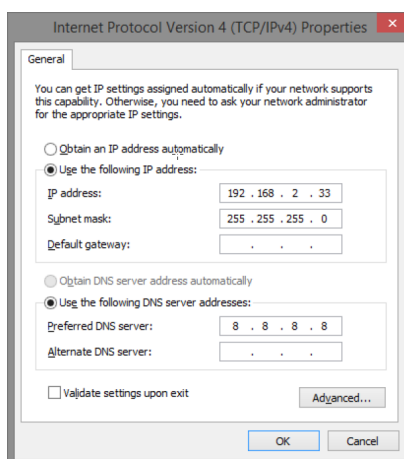 Internet Protocol Version 4 (TCP/IPv4) Properties
General
You can get IP settings assigned automatically if your network supports
this capability. Otherwise, you need to ask your network administrator
for the appropriate IP settings.
Obtain an IP address automatically
Use the following IP address:
IP address: 192 . 168 . 2 . 33
Subnet mask: 255 . 255 . 255 . 0
Default gateway: . . .
Obtain DNS server address automatically
Use the following DNS server addresses:
Preferred DNS server: 8 . 8 . 8 . 8
Alternate DNS server: . . .
Validate settings upon exit
Advanced...
OK Cancel